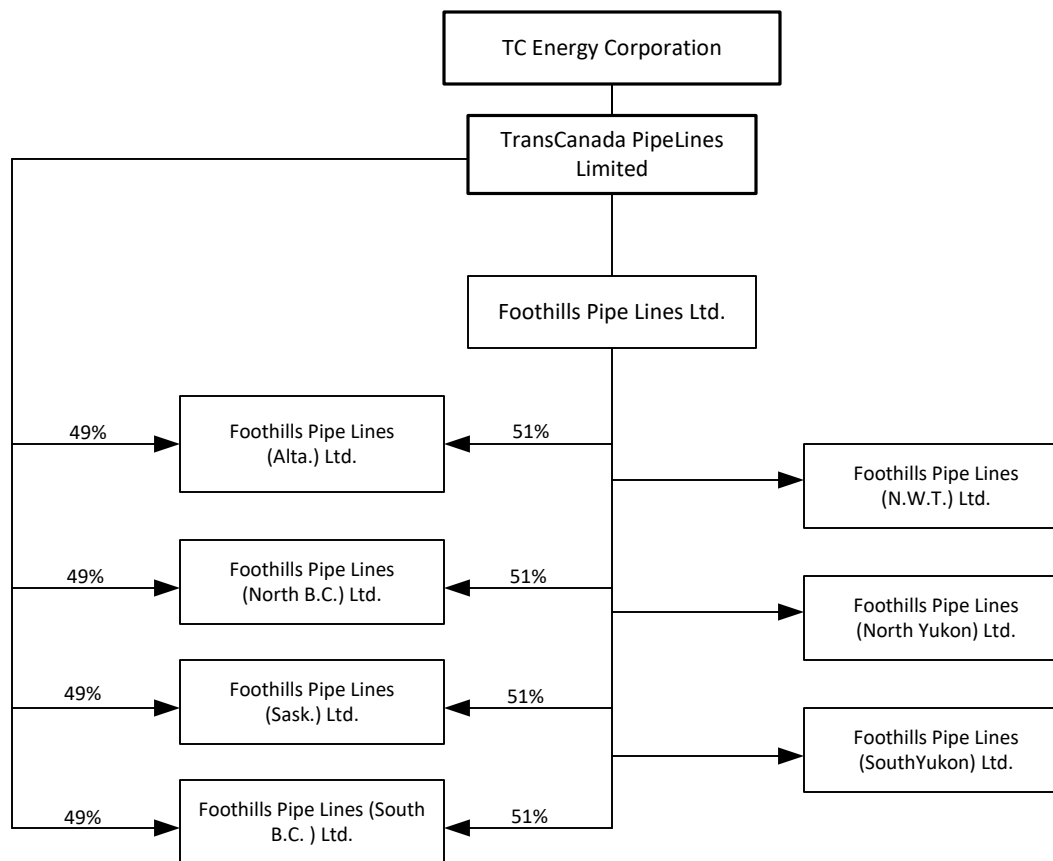 TC Energy Corporation
TransCanada PipeLines
Limited
Foothills Pipe Lines Ltd.
49%
Foothills Pipe Lines
(Alta.) Ltd.
51%
Foothills Pipe Lines
(N.W.T.) Ltd.
49%
Foothills Pipe Lines
(North B.C.) Ltd.
51%
Foothills Pipe Lines
(North Yukon) Ltd.
49%
Foothills Pipe Lines
(Sask.) Ltd.
51%
Foothills Pipe Lines
(SouthYukon) Ltd.
49%
Foothills Pipe Lines (South
B.C. ) Ltd.
51%